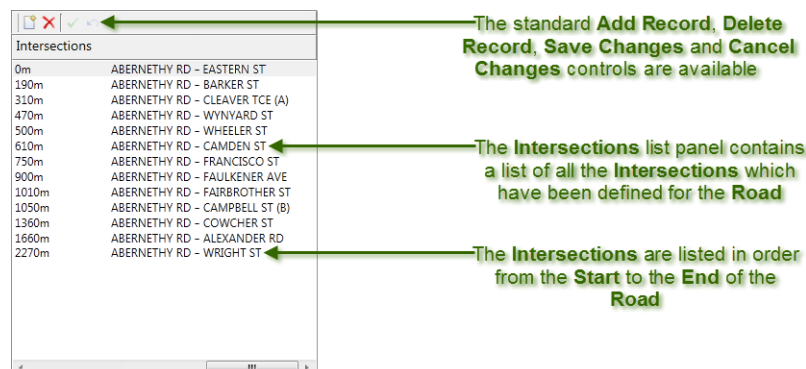 Intersections
0m ABERNETHY RD - EASTERN ST
190m ABERNETHY RD - BARKER ST
310m ABERNETHY RD - CLEAVER TCE (A)
470m ABERNETHY RD - WYNYARD ST
500m ABERNETHY RD - WHEELER ST
610m ABERNETHY RD - CAMDEN ST
750m ABERNETHY RD - FRANCISCO ST
900m ABERNETHY RD - FAULKENER AVE
1010m ABERNETHY RD - FAIRBROTHER ST
1050m ABERNETHY RD - CAMPBELL ST (B)
1360m ABERNETHY RD - COWCHER ST
1660m ABERNETHY RD - ALEXANDER RD
2270m ABERNETHY RD - WRIGHT ST
The standard Add Record, Delete
Record, Save Changes and Cancel
Changes controls are available
The Intersections list panel contains
a list of all the Intersections which
have been defined for the Road
The Intersections are listed in order
from the Start to the End of the
Road